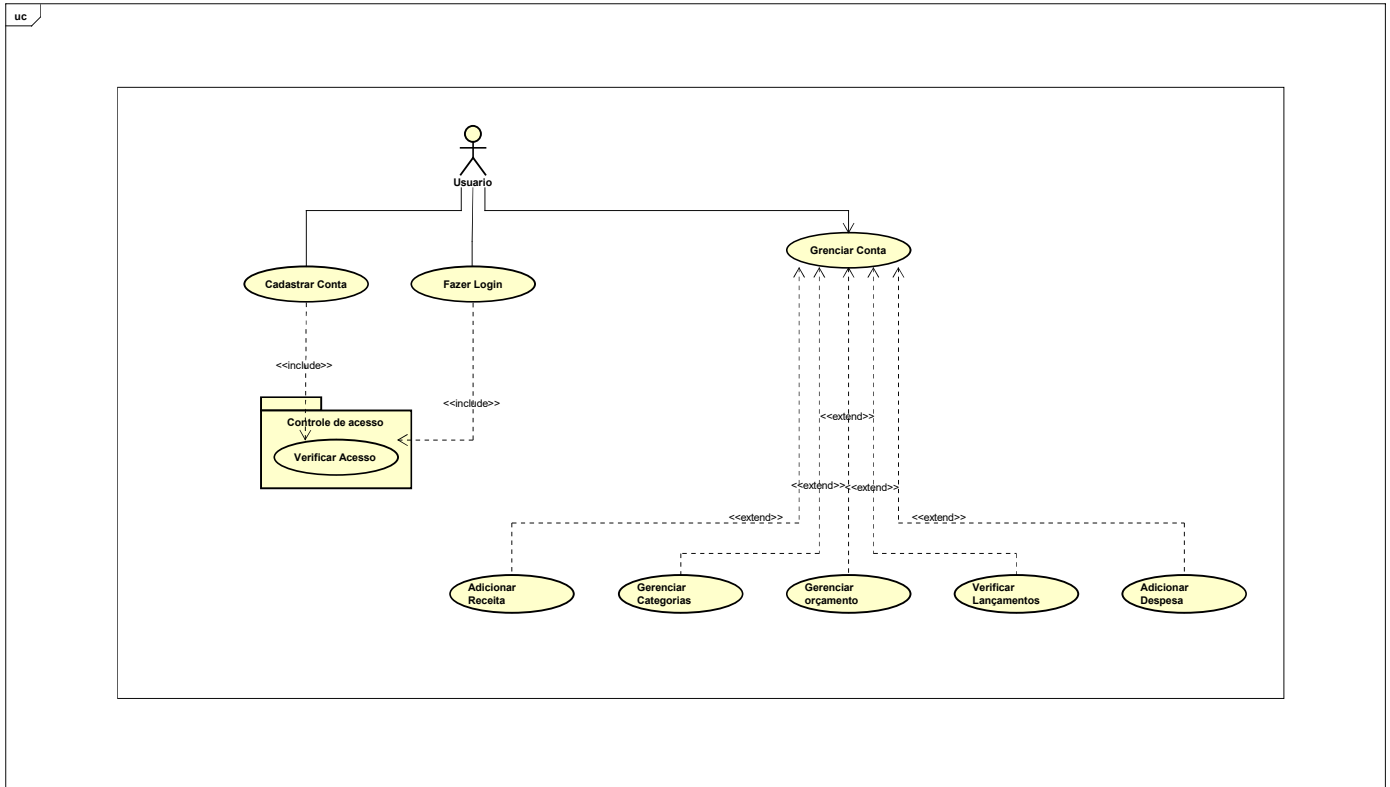 uc
Usuario
Grenciar Conta
Cadastrar Conta
Fazer Login
<<include>>
<<include>>
Controle de acesso
Verificar Acesso
<<extend>>
<<extend>>
<<extend>>
<<extend>>
<<extend>>
Adicionar
Receita
Gerenciar
Categorias
Gerenciar
orçamento
Verificar
Lançamentos
Adicionar
Despesa